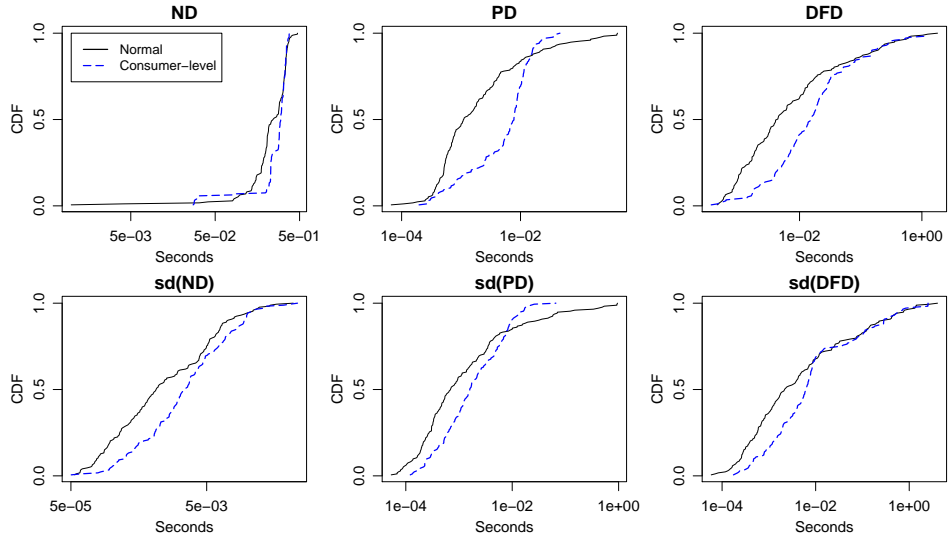 ND
CDF
0.0
0.5
1.0
Normal
Consumer−level
5e−03
5e−02
5e−01
Seconds
PD
CDF
0.0
0.5
1.0
1e−04
1e−02
Seconds
DFD
CDF
0.0
0.5
1.0
1e−02
1e+00
Seconds
sd(ND)
CDF
0.0
0.5
1.0
5e−05
5e−03
Seconds
sd(PD)
CDF
0.0
0.5
1.0
1e−04
1e−02
1e+00
Seconds
sd(DFD)
CDF
0.0
0.5
1.0
1e−04
1e−02
1e+00
Seconds